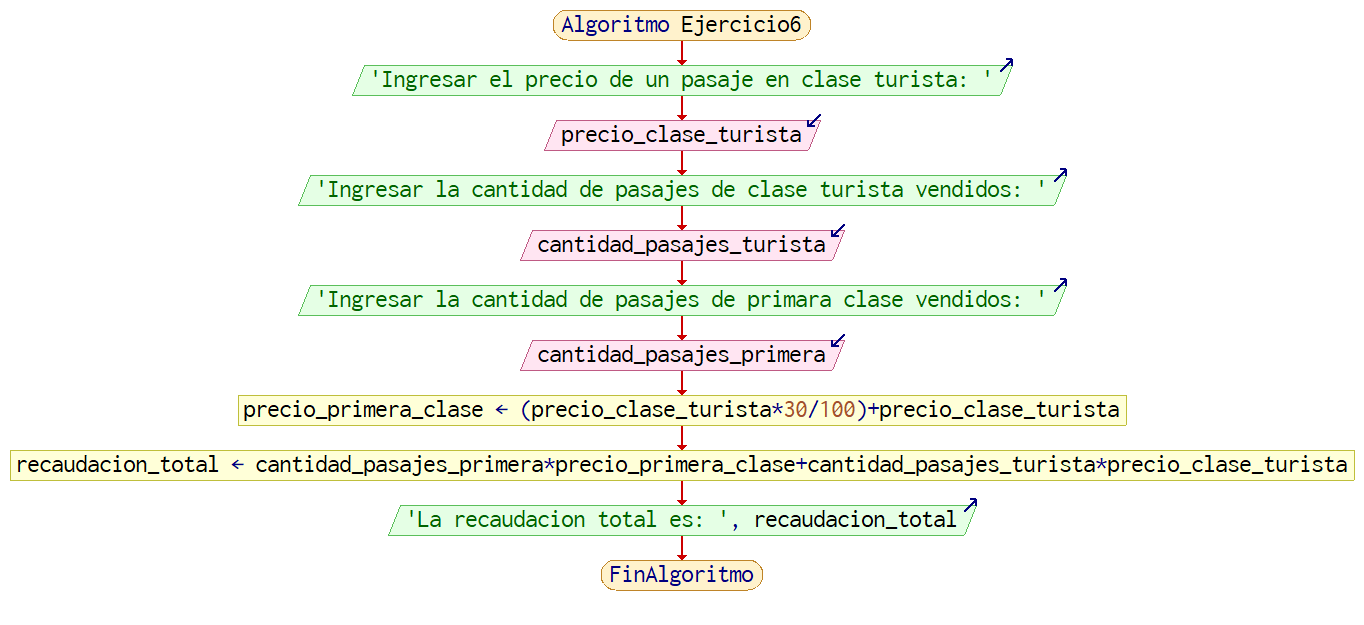 Algoritmo Ejercicio6
'Ingresar el precio de un pasaje en clase turista: '
precio_clase_turista
'Ingresar la cantidad de pasajes de clase turista vendidos: '
cantidad_pasajes_turista
'Ingresar la cantidad de pasajes de primara clase vendidos: '
cantidad_pasajes_primera
precio_primera_clase ← (precio_clase_turista*30/100)+precio_clase_turista
recaudacion_total ← cantidad_pasajes_primera*precio_primera_clase+cantidad_pasajes_turista*precio_clase_turista
'La recaudacion total es: ', recaudacion_total
FinAlgoritmo